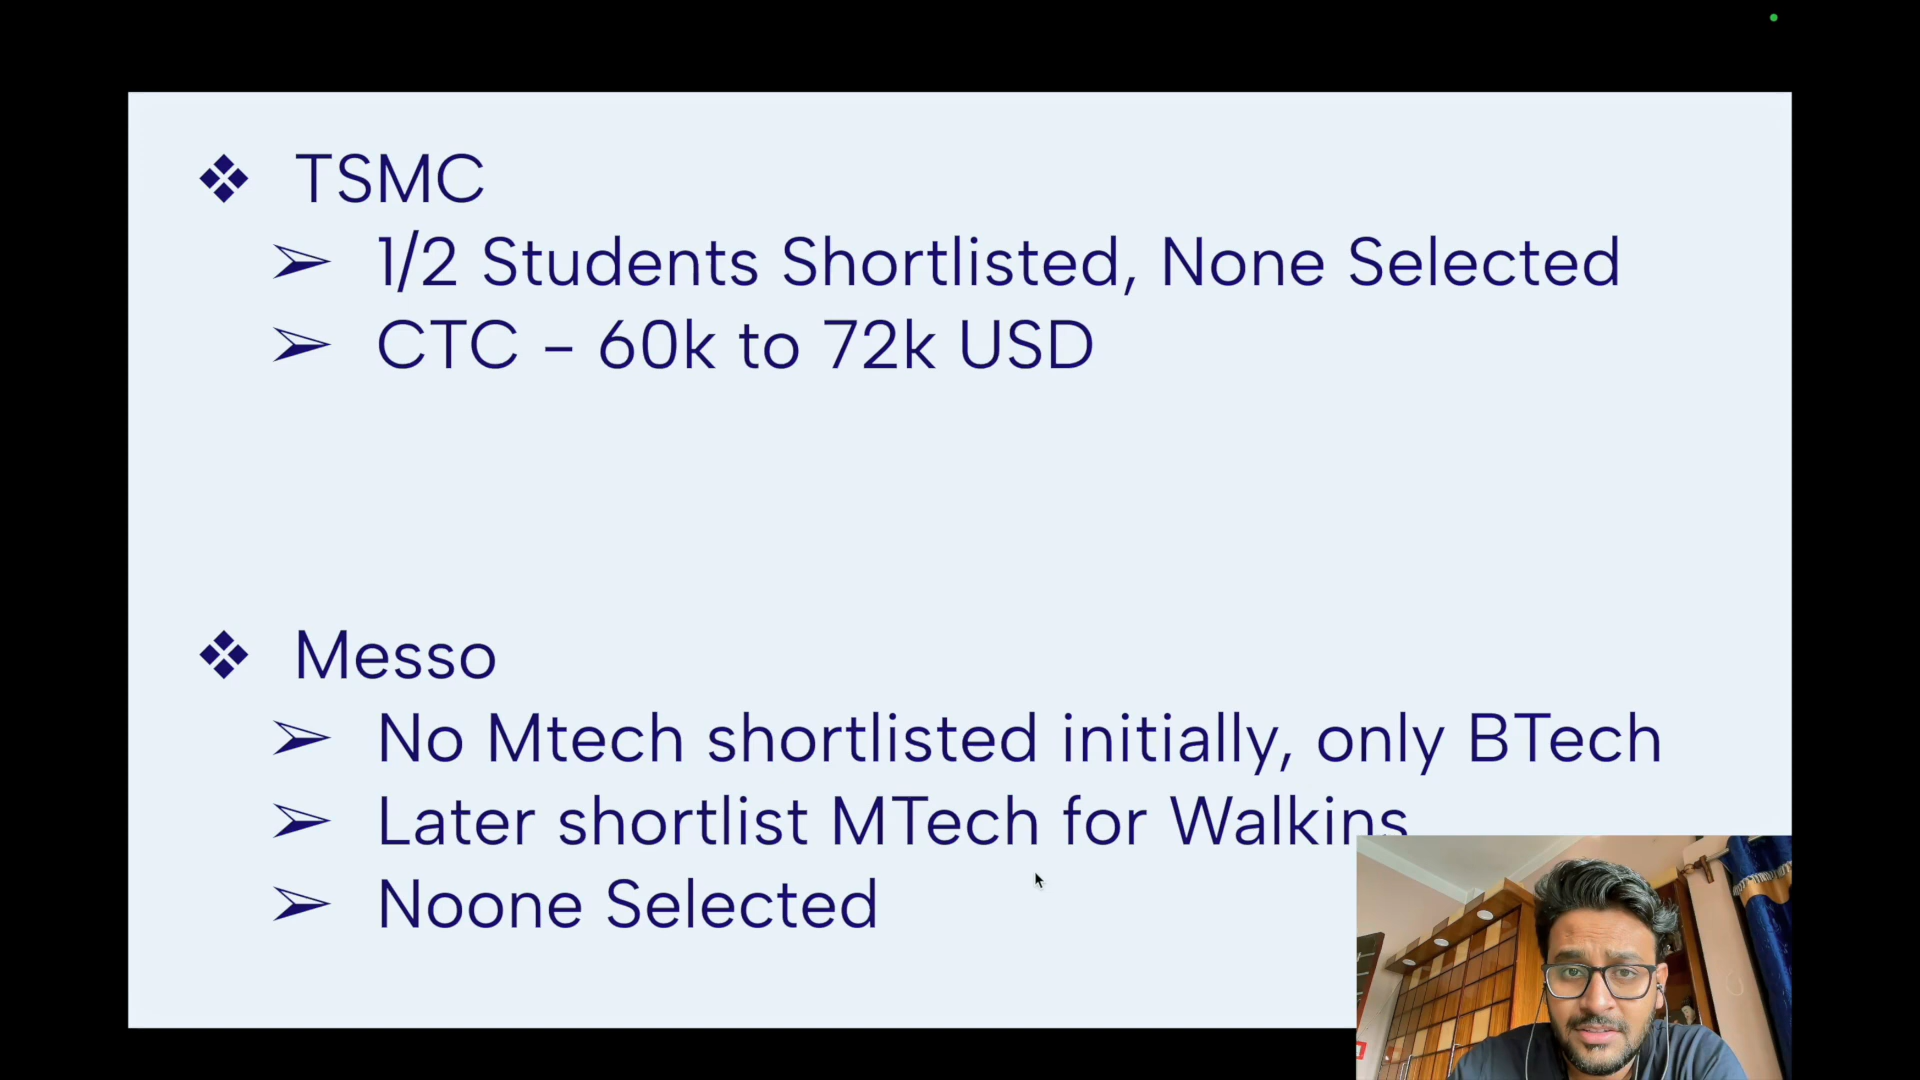 TSMC
1/2 Students Shortlisted, None Selected
CTC – 60k to 72k USD
Messo
No Mtech shortlisted initially, only BTech
Later shortlist MTech for Walkins
Noone Selected